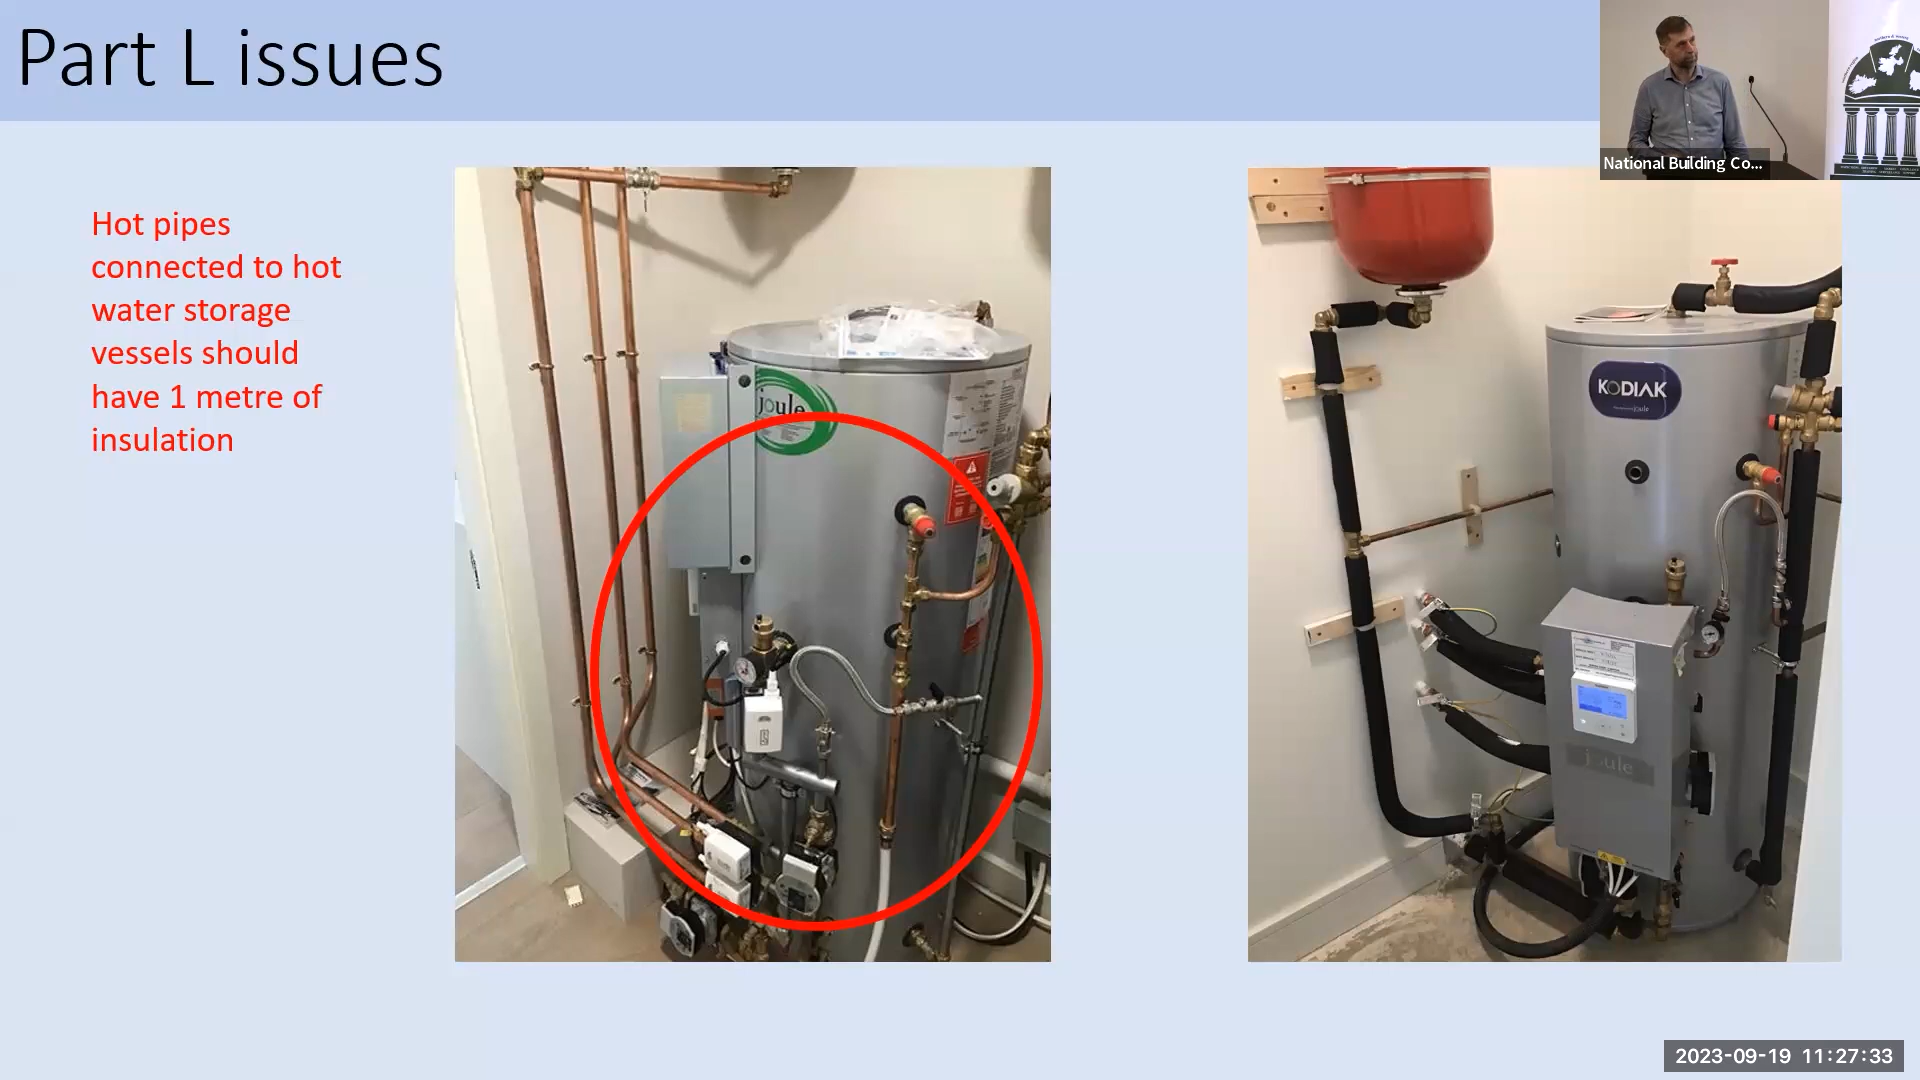 Part L issues
National Building Co...
Hot pipes
connected to hot
water storage
vessels should
have 1 metre of
insulation
joule
KODIAK
joule
2023-09-19 11:27:33